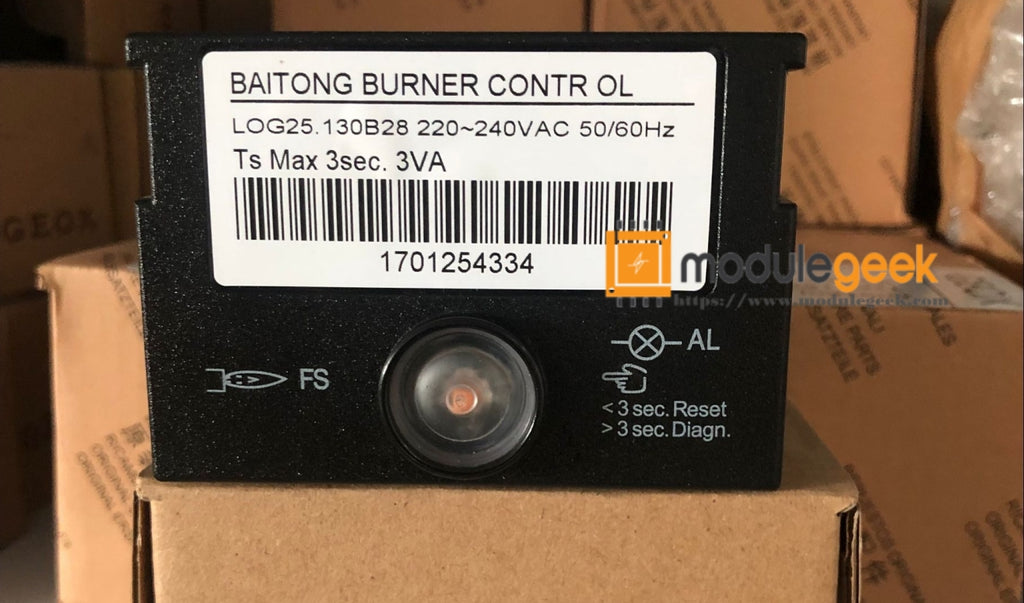 BAITONG BURNER CONTR OL
LOG25.130B28 220~240VAC 50/60Hz
Ts Max 3sec. 3VA
1701254334
modulegeek
https://www.modulegeek.com
FS
AL
< 3 sec. Reset
> 3 sec. Diagn.
GEOX